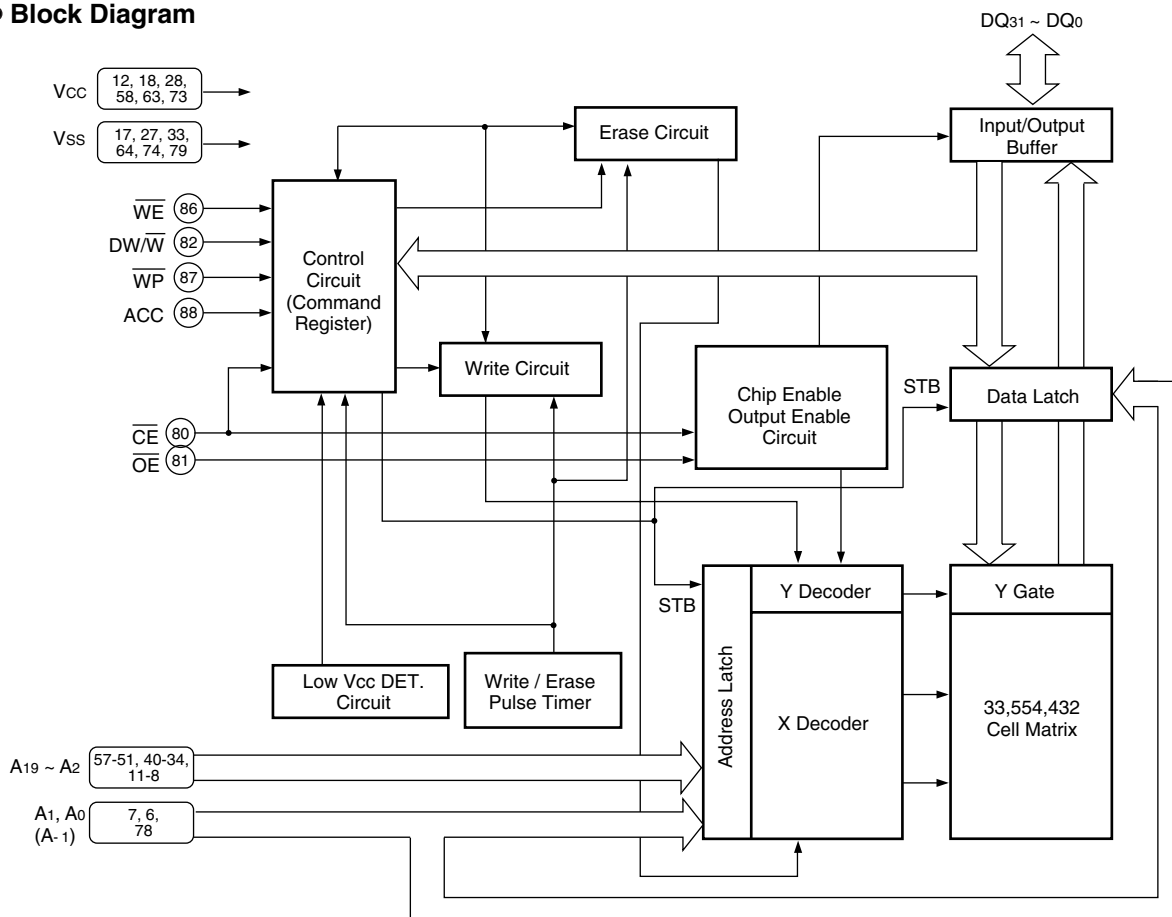 Block Diagram
DQ31 ~ DQ0
VCC
12, 18, 28,
58, 63, 73
VSS
17, 27, 33,
64, 74, 79
Erase Circuit
Input/Output
Buffer
W̅E̅ 86
DW/W̅ 82
W̅P̅ 87
ACC 88
Control
Circuit
(Command
Register)
Write Circuit
Chip Enable
Output Enable
Circuit
STB
Data Latch
C̅E̅ 80
O̅E̅ 81
STB
Address Latch
Y Decoder
Y Gate
Low Vcc DET.
Circuit
Write / Erase
Pulse Timer
X Decoder
33,554,432
Cell Matrix
A19 ~ A2
57-51, 40-34,
11-8
A1, A0
(A-1)
7, 6,
78